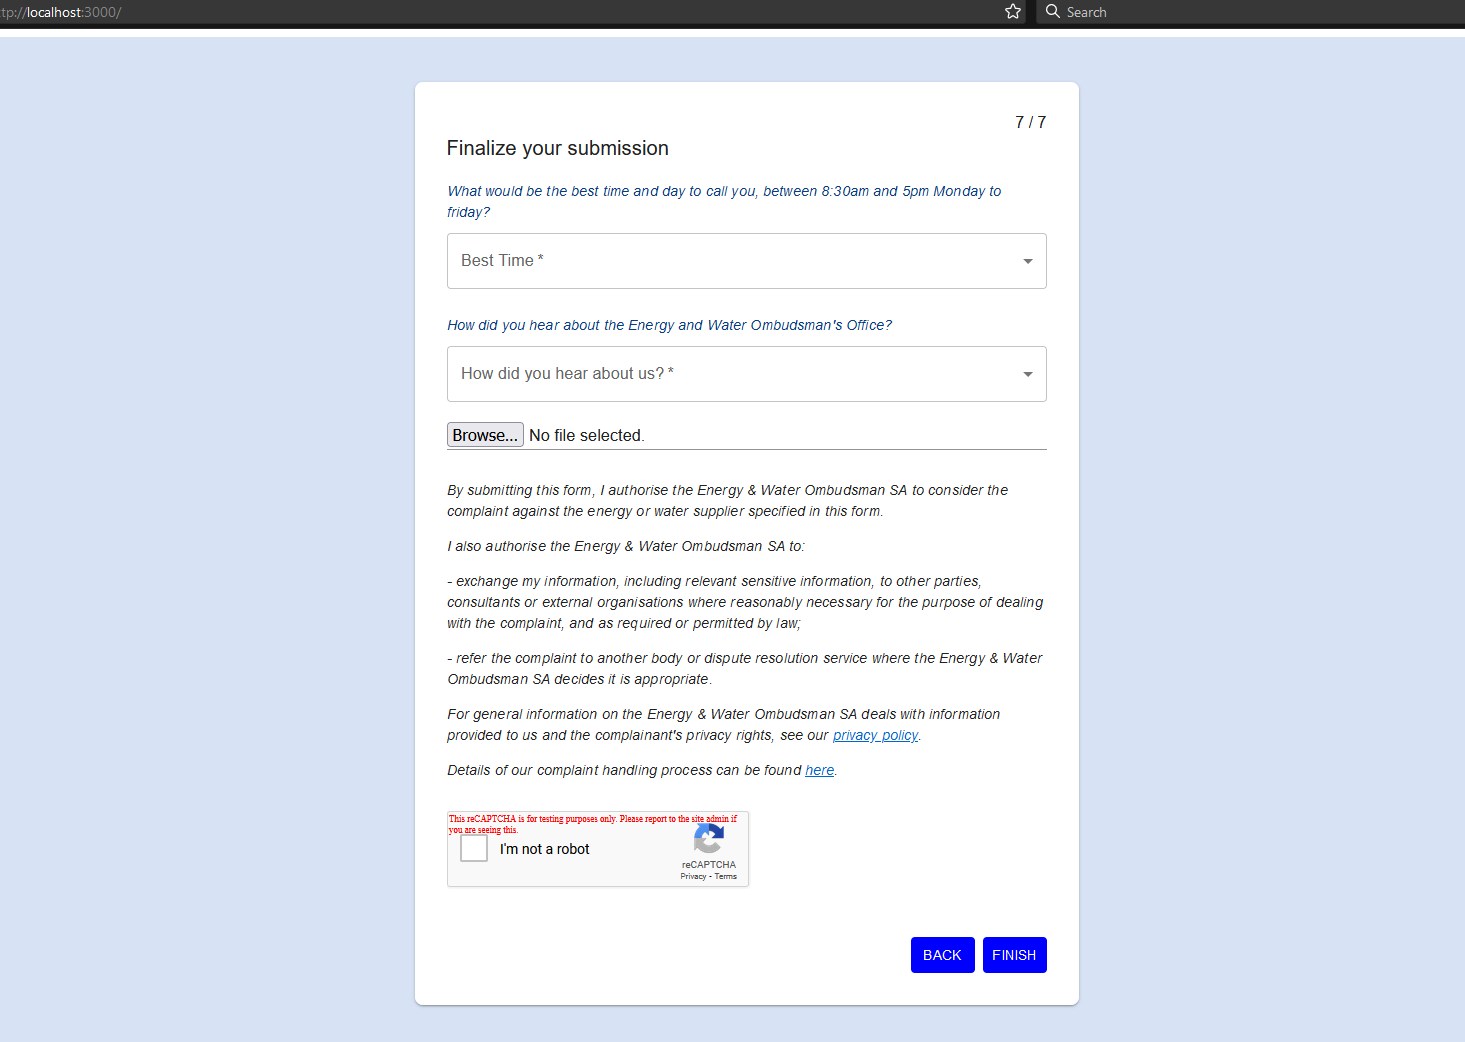 tp://localhost:3000/
Search
7 / 7
Finalize your submission
What would be the best time and day to call you, between 8:30am and 5pm Monday to
friday?
Best Time *
How did you hear about the Energy and Water Ombudsman's Office?
How did you hear about us? *
Browse... No file selected.
By submitting this form, I authorise the Energy & Water Ombudsman SA to consider the
complaint against the energy or water supplier specified in this form.
I also authorise the Energy & Water Ombudsman SA to:
- exchange my information, including relevant sensitive information, to other parties,
consultants or external organisations where reasonably necessary for the purpose of dealing
with the complaint, and as required or permitted by law;
- refer the complaint to another body or dispute resolution service where the Energy & Water
Ombudsman SA decides it is appropriate.
For general information on the Energy & Water Ombudsman SA deals with information
provided to us and the complainant's privacy rights, see our privacy policy.
Details of our complaint handling process can be found here.
This reCAPTCHA is for testing purposes only. Please report to the site admin if
you are seeing this.
I'm not a robot
reCAPTCHA
Privacy - Terms
BACK
FINISH